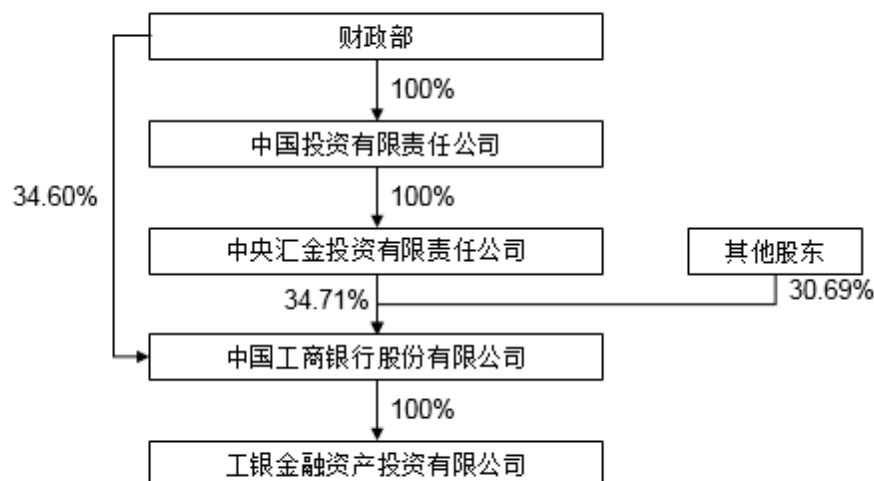 财政部
100%
中国投资有限责任公司
34.60%
100%
中央汇金投资有限责任公司
其他股东
34.71%
30.69%
中国工商银行股份有限公司
100%
工银金融资产投资有限公司